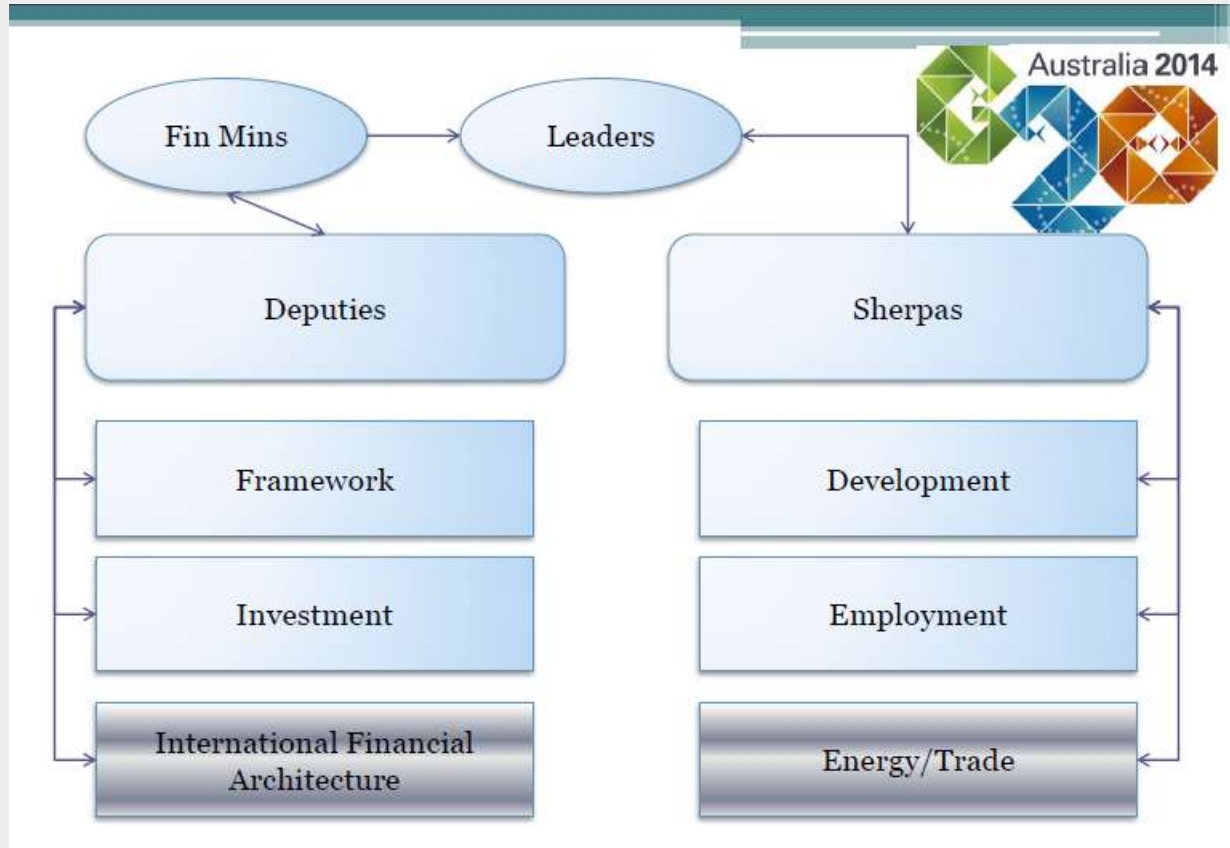 Australia 2014
Fin Mins
Leaders
Deputies
Sherpas
Framework
Development
Investment
Employment
International Financial
Architecture
Energy/Trade